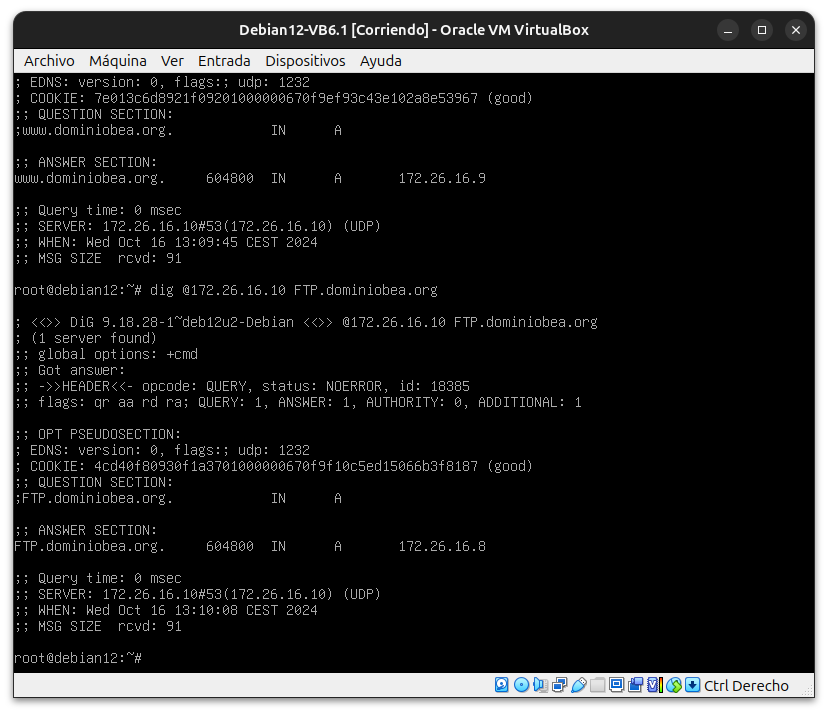 Debian12-VB6.1 [Corriendo] - Oracle VM VirtualBox
Archivo Máquina Ver Entrada Dispositivos Ayuda
; EDNS: version: 0, flags:; udp: 1232
; COOKIE: 7e013c6d8921f09201000000670f9ef93c43e102a8e53967 (good)
;; QUESTION SECTION:
;www.dominiobea.org. IN A
;; ANSWER SECTION:
www.dominiobea.org. 604800 IN A 172.26.16.9
;; Query time: 0 msec
;; SERVER: 172.26.16.10#53(172.26.16.10) (UDP)
;; WHEN: Wed Oct 16 13:09:45 CEST 2024
;; MSG SIZE rcvd: 91
root@debian12:~# dig @172.26.16.10 FTP.dominiobea.org
; <<>> DiG 9.18.28-1~deb12u2-Debian <<>> @172.26.16.10 FTP.dominiobea.org
; (1 server found)
;; global options: +cmd
;; Got answer:
;; ->>HEADER<<- opcode: QUERY, status: NOERROR, id: 18385
;; flags: qr aa rd ra; QUERY: 1, ANSWER: 1, AUTHORITY: 0, ADDITIONAL: 1
;; OPT PSEUDOSECTION:
; EDNS: version: 0, flags:; udp: 1232
; COOKIE: 4cd40f80930f1a3701000000670f9f10c5ed15066b3f8187 (good)
;; QUESTION SECTION:
;FTP.dominiobea.org. IN A
;; ANSWER SECTION:
FTP.dominiobea.org. 604800 IN A 172.26.16.8
;; Query time: 0 msec
;; SERVER: 172.26.16.10#53(172.26.16.10) (UDP)
;; WHEN: Wed Oct 16 13:10:08 CEST 2024
;; MSG SIZE rcvd: 91
root@debian12:~#
Ctrl Derecho